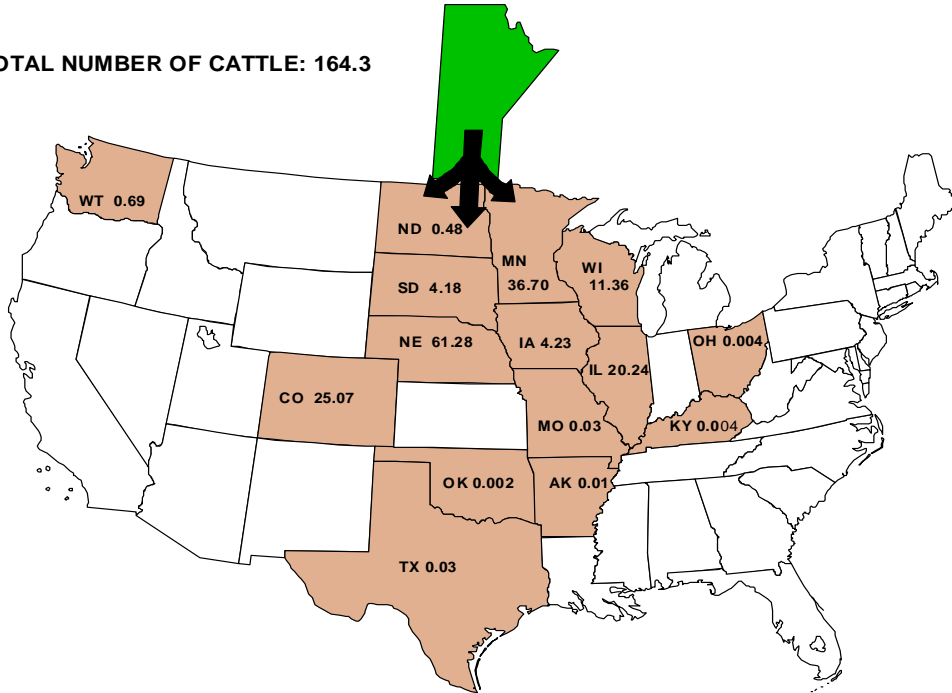 OTAL NUMBER OF CATTLE: 164.3
WT 0.69
ND 0.48
MN
36.70
WI
11.36
SD 4.18
NE 61.28
IA 4.23
OH 0.004
IL 20.24
CO 25.07
MO 0.03
KY 0.004
OK 0.002
AK 0.01
TX 0.03